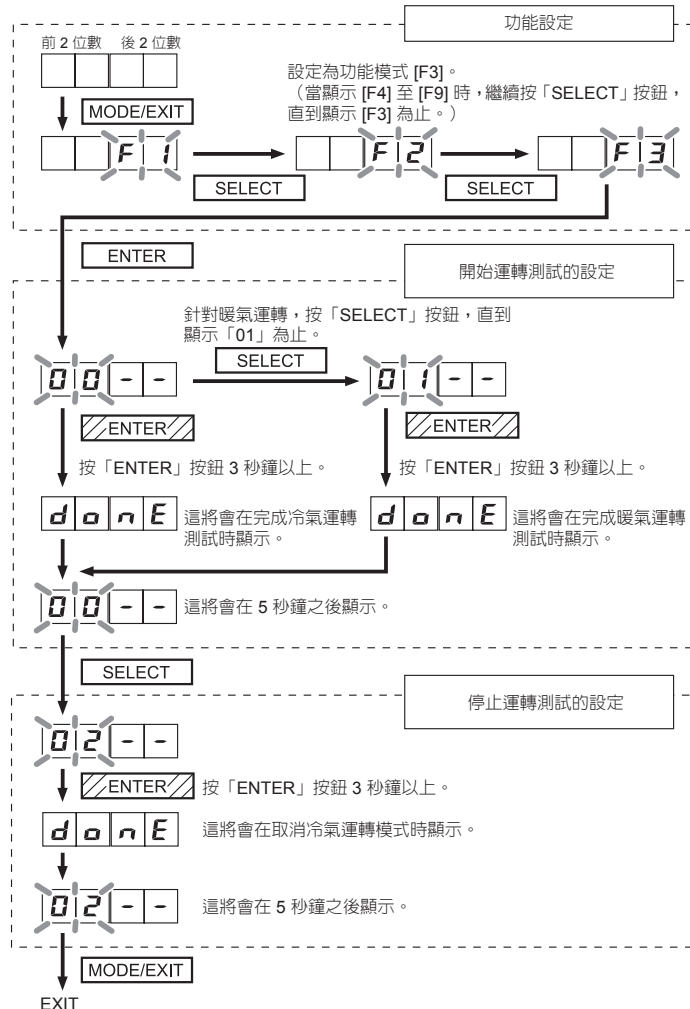 功能設定
前 2 位數 後 2 位數
設定為功能模式 [F3]。
（當顯示 [F4] 至 [F9] 時，繼續按「SELECT」按鈕，
直到顯示 [F3] 為止。）
MODE/EXIT
F 1
F 2
F 3
SELECT
SELECT
ENTER
開始運轉測試的設定
針對暖氣運轉，按「SELECT」按鈕，直到
顯示「01」為止。
SELECT
0 0 - -
0 1 - -
ENTER
ENTER
按「ENTER」按鈕 3 秒鐘以上。
按「ENTER」按鈕 3 秒鐘以上。
d o n E
這將會在完成冷氣運轉
測試時顯示。
d o n E
這將會在完成暖氣運轉
測試時顯示。
0 0 - -
這將會在 5 秒鐘之後顯示。
SELECT
停止運轉測試的設定
0 2 - -
ENTER
按「ENTER」按鈕 3 秒鐘以上。
d o n E
這將會在取消冷氣運轉模式時顯示。
0 2 - -
這將會在 5 秒鐘之後顯示。
MODE/EXIT
EXIT